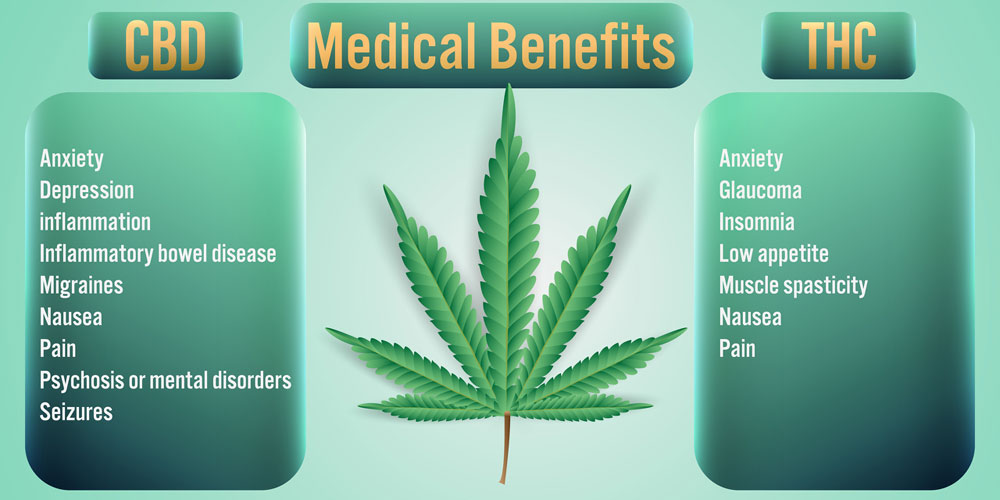 CBD
Medical Benefits
THC
Anxiety
Depression
inflammation
Inflammatory bowel disease
Migraines
Nausea
Pain
Psychosis or mental disorders
Seizures
Anxiety
Glaucoma
Insomnia
Low appetite
Muscle spasticity
Nausea
Pain